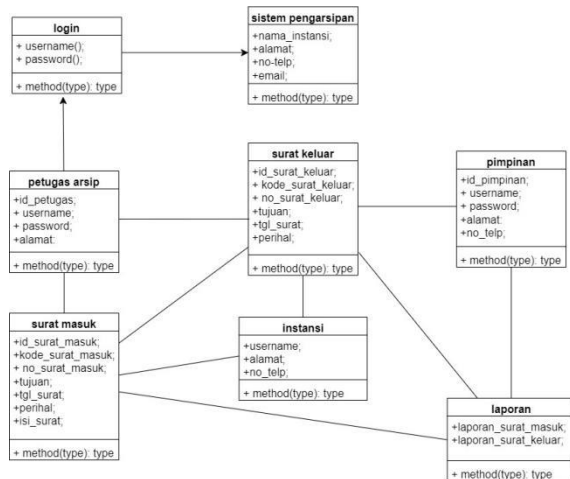 login
+ username();
+ password();
+ method(type): type
sistem pengarsipan
+nama_instansi;
+alamat;
+no-telp;
+email;
+ method(type): type
petugas arsip
+id_petugas;
+ username;
+ password;
+alamat:
+ method(type): type
surat keluar
+id_surat_keluar;
+ kode_surat_keluar;
+ no_surat_keluar;
+tujuan;
+tgl_surat;
+perihal;
+ method(type): type
pimpinan
+id_pimpinan;
+ username;
+ password;
+alamat:
+no_telp;
+ method(type): type
surat masuk
+id_surat_masuk;
+kode_surat_masuk;
+ no_surat_masuk;
+tujuan;
+tgl_surat;
+perihal;
+isi_surat;
+ method(type): type
instansi
+username;
+alamat;
+no_telp;
+ method(type): type
laporan
+laporan_surat_masuk;
+laporan_surat_keluar;
+ method(type): type